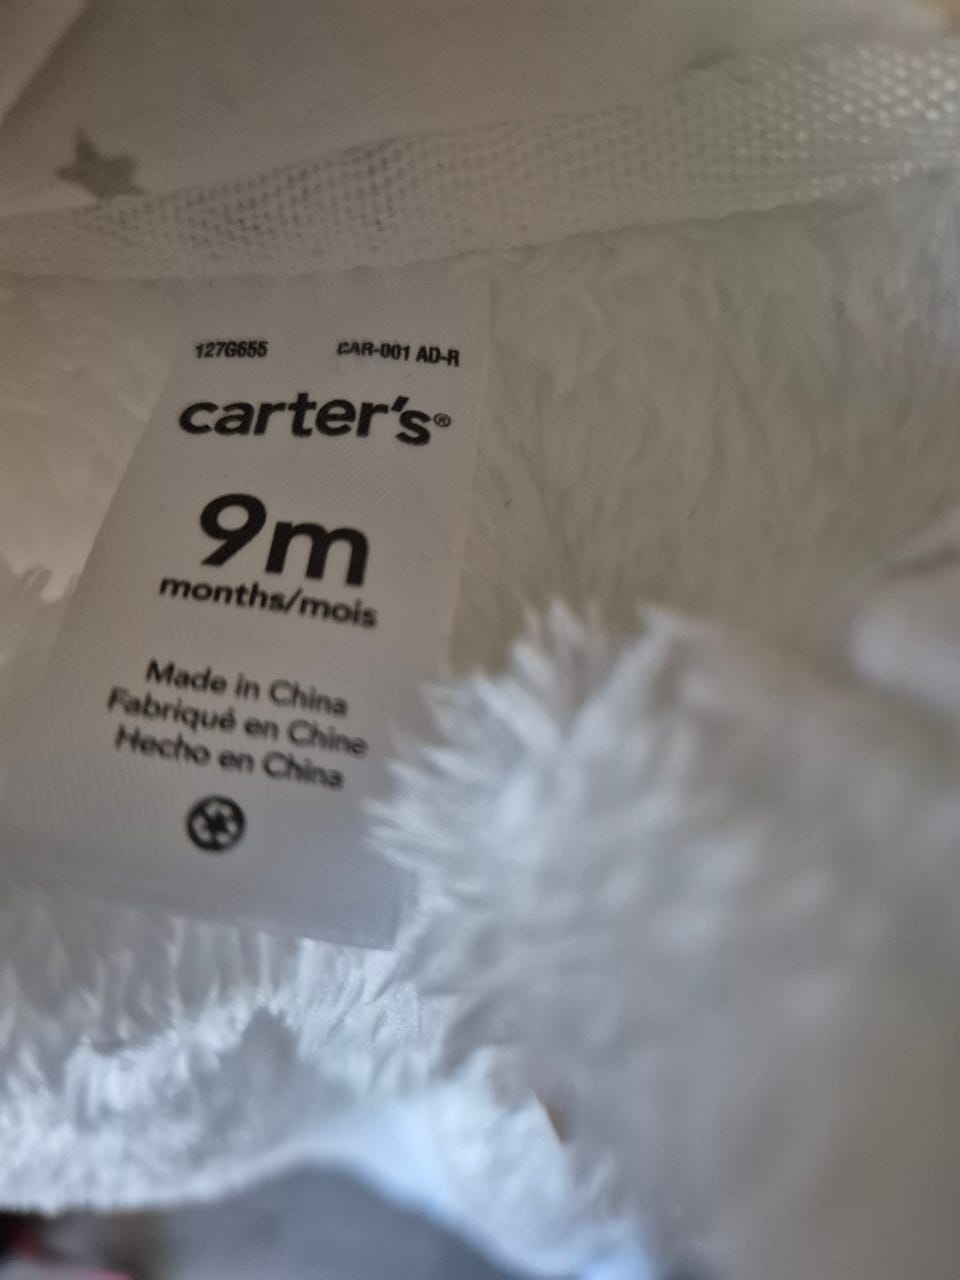 127G655 CAR-001 AD-R
carter's®
9m
months/mois
Made in China
Fabriqué en Chine
Hecho en China